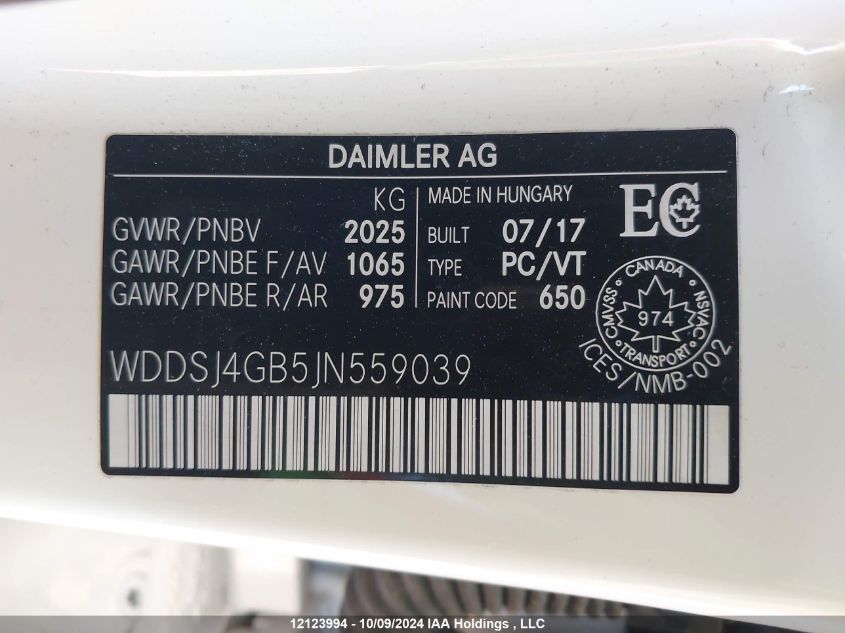 DAIMLER AG
KG
GVWR/PNBV 2025
GAWR/PNBE F/AV 1065
GAWR/PNBE R/AR 975
MADE IN HUNGARY
BUILT 07/17
TYPE PC/VT
PAINT CODE 650
EC
CANADA
CMVSS
NSVAC
974
TRANSPORT
ICES/NMB-002
WDDSJ4GB5JN559039
12123994 - 10/09/2024 IAA Holdings , LLC